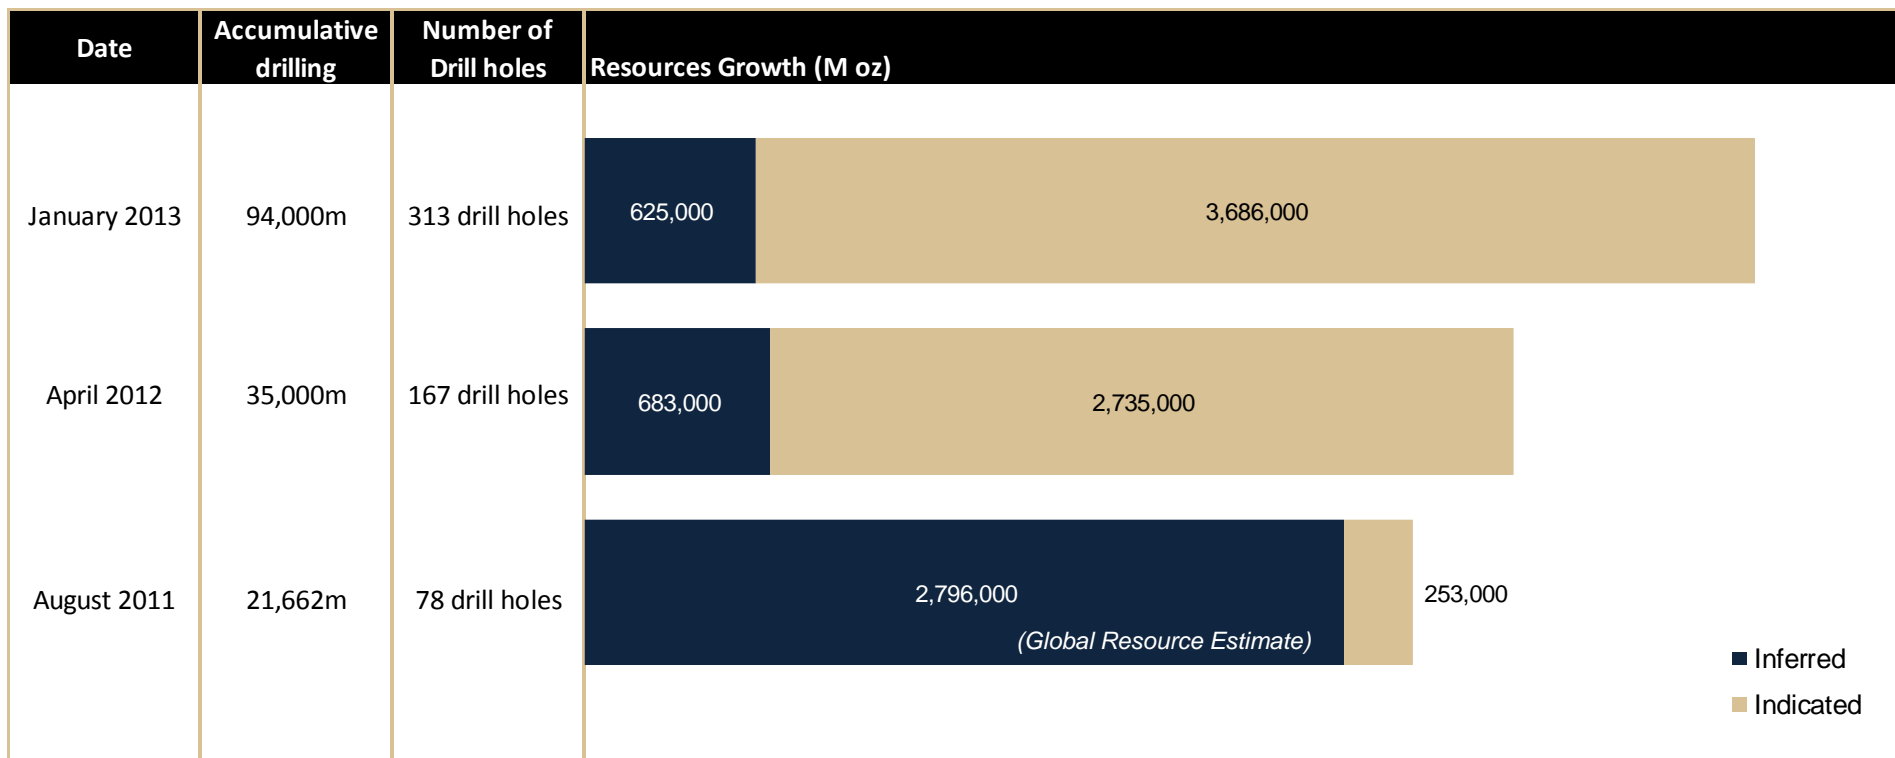 Date
Accumulative
drilling
Number of
Drill holes
Resources Growth (M oz)
January 2013
94,000m
313 drill holes
625,000
3,686,000
April 2012
35,000m
167 drill holes
683,000
2,735,000
August 2011
21,662m
78 drill holes
2,796,000
253,000
(Global Resource Estimate)
Inferred
Indicated